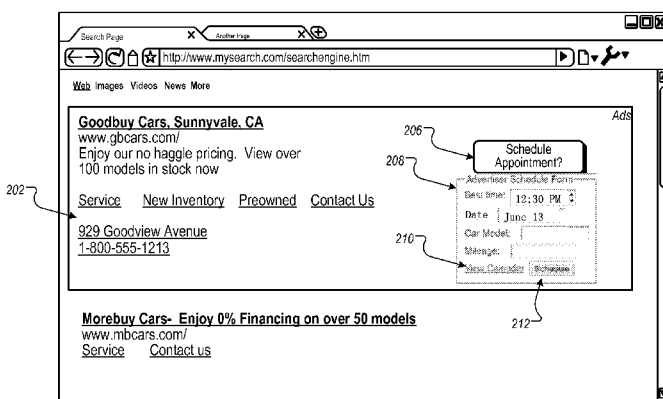 Search Page
Another Page
http://www.mysearch.com/searchengine.htm
Web Images Videos News More
Ads
Goodbuy Cars, Sunnyvale, CA
www.gbcars.com/
Enjoy our no haggle pricing. View over
100 models in stock now
Service New Inventory Preowned Contact Us
929 Goodview Avenue
1-800-555-1213
202
206
Schedule
Appointment?
208
Advertiser Schedule Form
Best time: 12:30 PM
Date June 13
Car Model:
Mileage:
210
View Calendar Schedule
212
Morebuy Cars- Enjoy 0% Financing on over 50 models
www.mbcars.com/
Service Contact us